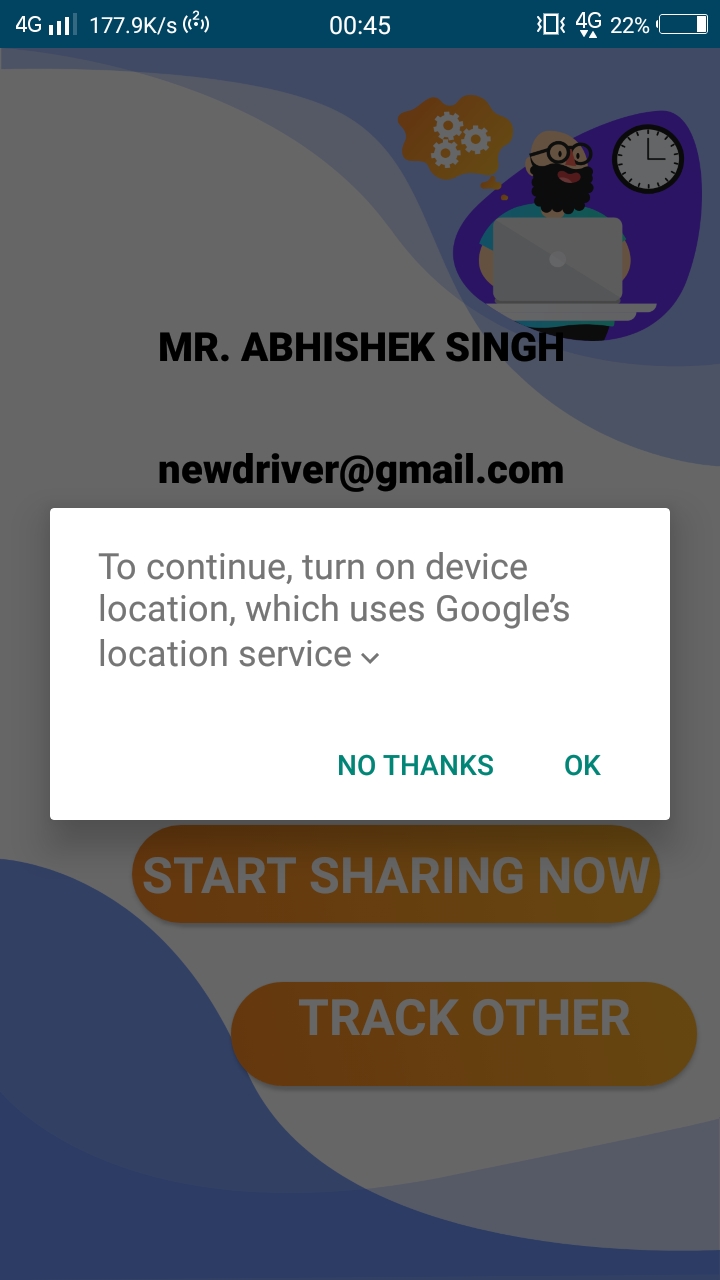 4G 177.9K/s 2 00:45 4G 22%
MR. ABHISHEK SINGH
newdriver@gmail.com
To continue, turn on device
location, which uses Google’s
location service
NO THANKS OK
START SHARING NOW
TRACK OTHER